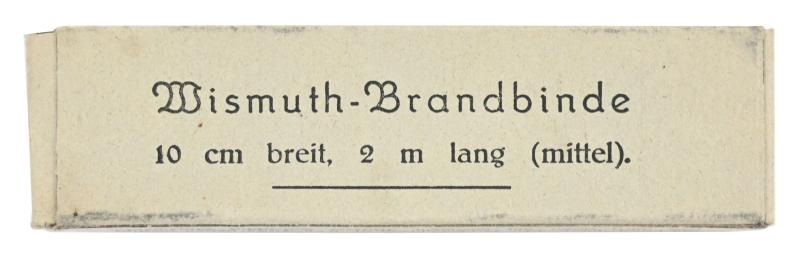 Wismuth-Brandbinde
10 cm breit, 2 m lang (mittel).